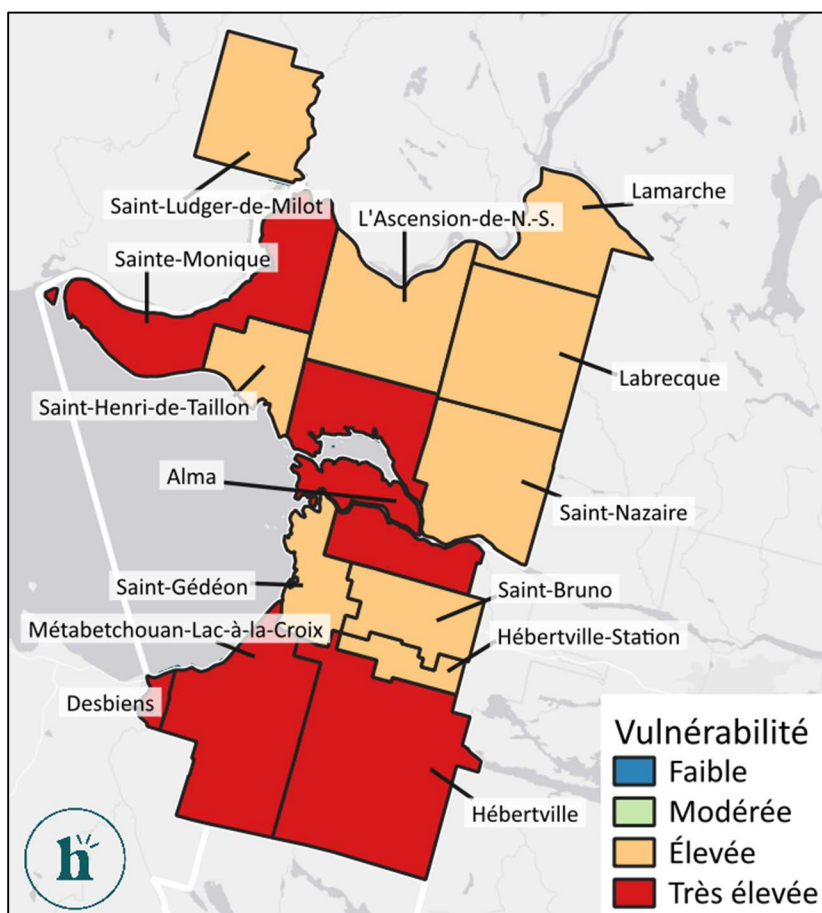 Saint-Ludger-de-Milot
L'Ascension-de-N.-S.
Lamarche
Sainte-Monique
Labrecque
Saint-Henri-de-Taillon
Alma
Saint-Nazaire
Saint-Gédéon
Saint-Bruno
Métabetchouan-Lac-à-la-Croix
Hébertville-Station
Desbiens
Hébertville
Vulnérabilité
Faible
Modérée
Élevée
Très élevée
h